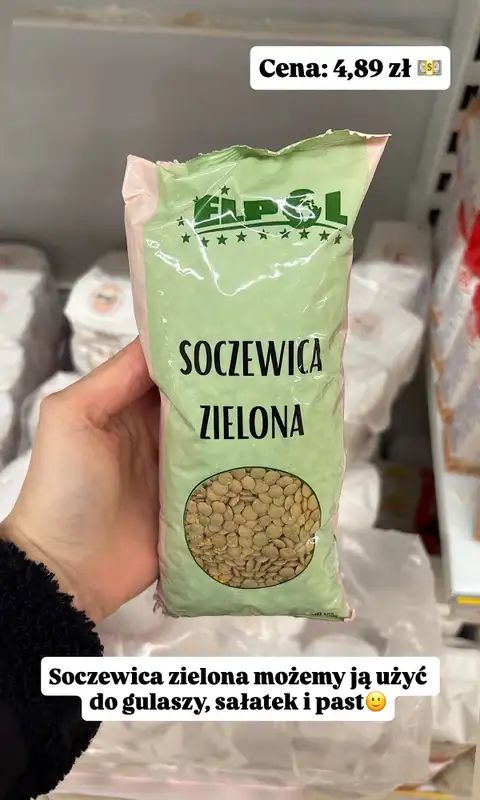 Cena: 4,89 zł 💵
ELPOL
SOCZEWICA
ZIELONA
Soczewica zielona możemy ją użyć
do gulaszy, sałatek i past🙂